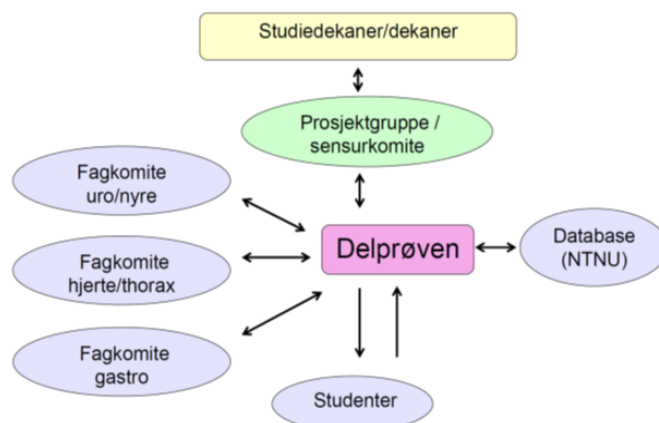 Studiedekaner/dekaner
Prosjektgruppe /
sensurkomite
Fagkomite
uro/nyre
Delprøven
Database
(NTNU)
Fagkomite
hjerte/thorax
Fagkomite
gastro
Studenter